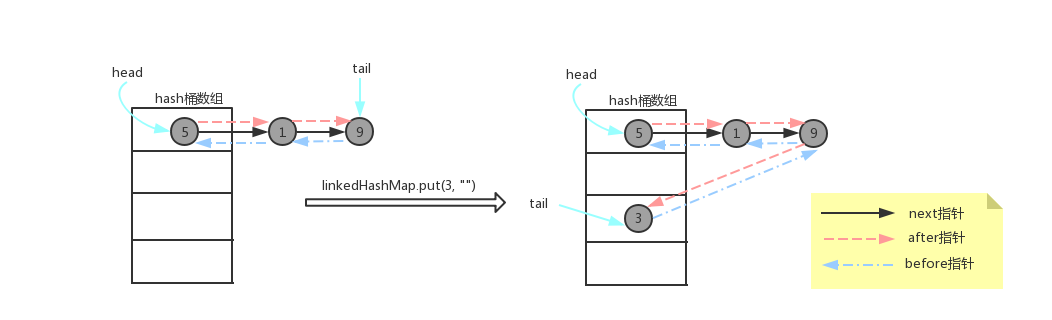 head
tail
hash桶数组
5
1
9
linkedHashMap.put(3, "")
head
hash桶数组
5
1
9
tail
3
next指针
after指针
before指针